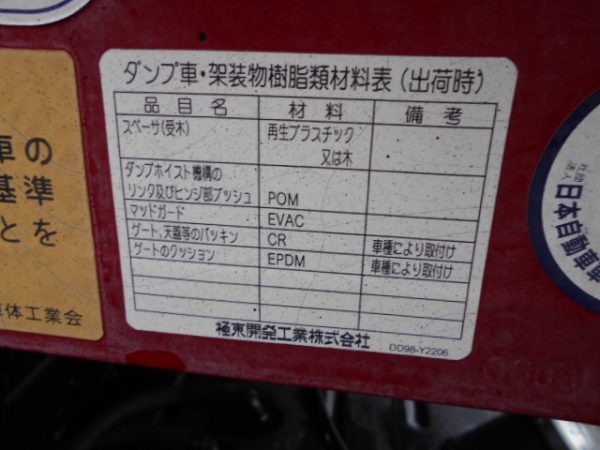 ダンプ車・架装物樹脂類材料表(出荷時)
品目名 材料 備考
スペーサ(受木) 再生プラスチック
又は木
ダンプホイスト機構の
リンク及びヒンジ部ブッシュ POM
マッドガード EVAC
ゲート、天蓋等のパッキン CR 車種により取付け
ゲートのクッション EPDM 車種により取付け
極東開発工業株式会社
DD98-Y2206
車の
基準
とを
車体工業会
社団
法人
日本自動車